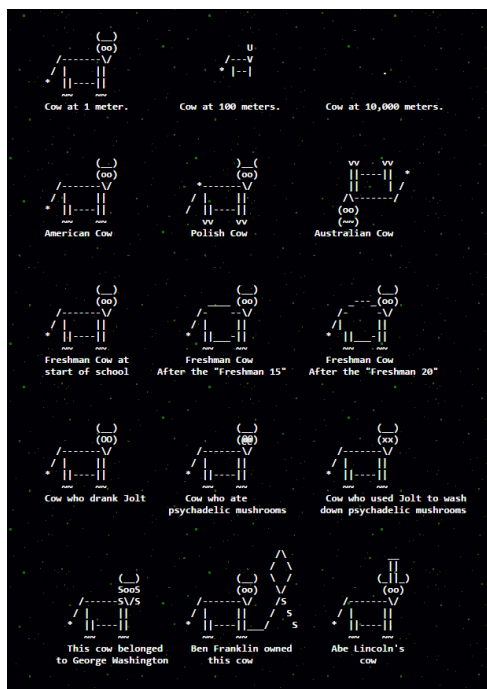 Cow at 1 meter.
Cow at 100 meters.
Cow at 10,000 meters.
American Cow
Polish Cow
Australian Cow
Freshman Cow at
start of school
Freshman Cow
After the "Freshman 15"
Freshman Cow
After the "Freshman 20"
Cow who drank Jolt
Cow who ate
psychadelic mushrooms
Cow who used Jolt to wash
down psychadelic mushrooms
This cow belonged
to George Washington
Ben Franklin owned
this cow
Abe Lincoln's
cow